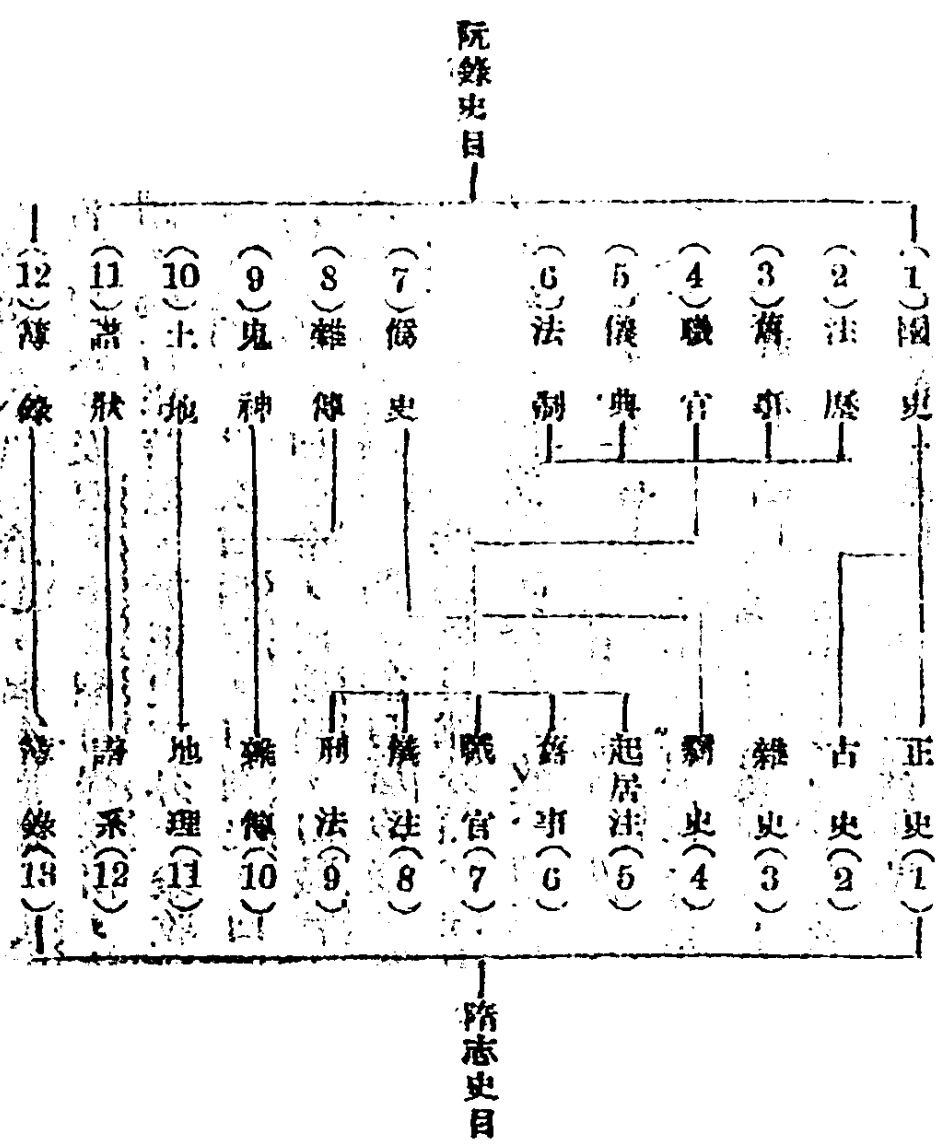 阮錄史目
(1)國史
(2)注歷
(3)舊事
(4)職官
(5)儀典
(6)法制
(7)僞史
(8)雜傳
(9)鬼神
(10)土地
(11)譜狀
(12)簿錄
正史(1)
古史(2)
雜史(3)
霸史(4)
起居注(5)
舊事(6)
職官(7)
儀注(8)
刑法(9)
雜傳(10)
地理(11)
譜系(12)
簿錄(13)
隋志史目